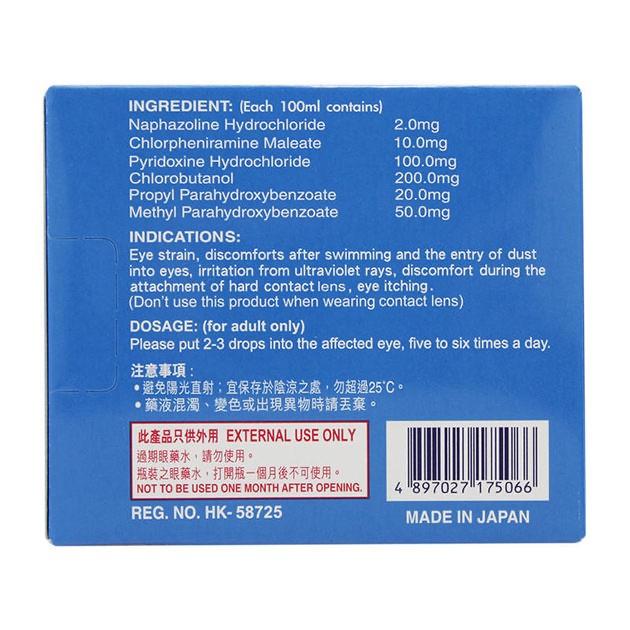 INGREDIENT: (Each 100ml contains)
Naphazoline Hydrochloride 2.0mg
Chlorpheniramine Maleate 10.0mg
Pyridoxine Hydrochloride 100.0mg
Chlorobutanol 200.0mg
Propyl Parahydroxybenzoate 20.0mg
Methyl Parahydroxybenzoate 50.0mg
INDICATIONS:
Eye strain, discomforts after swimming and the entry of dust
into eyes, irritation from ultraviolet rays, discomfort during the
attachment of hard contact lens, eye itching.
(Don't use this product when wearing contact lens)
DOSAGE: (for adult only)
Please put 2-3 drops into the affected eye, five to six times a day.
注意事項：
•避免陽光直射；宜保存於陰涼之處，勿超過25℃。
•藥液混濁、變色或出現異物時請丟棄。
此產品只供外用 EXTERNAL USE ONLY
過期眼藥水，請勿使用。
瓶裝之眼藥水，打開瓶一個月後不可使用。
NOT TO BE USED ONE MONTH AFTER OPENING.
4 897027 175066
REG. NO. HK- 58725
MADE IN JAPAN